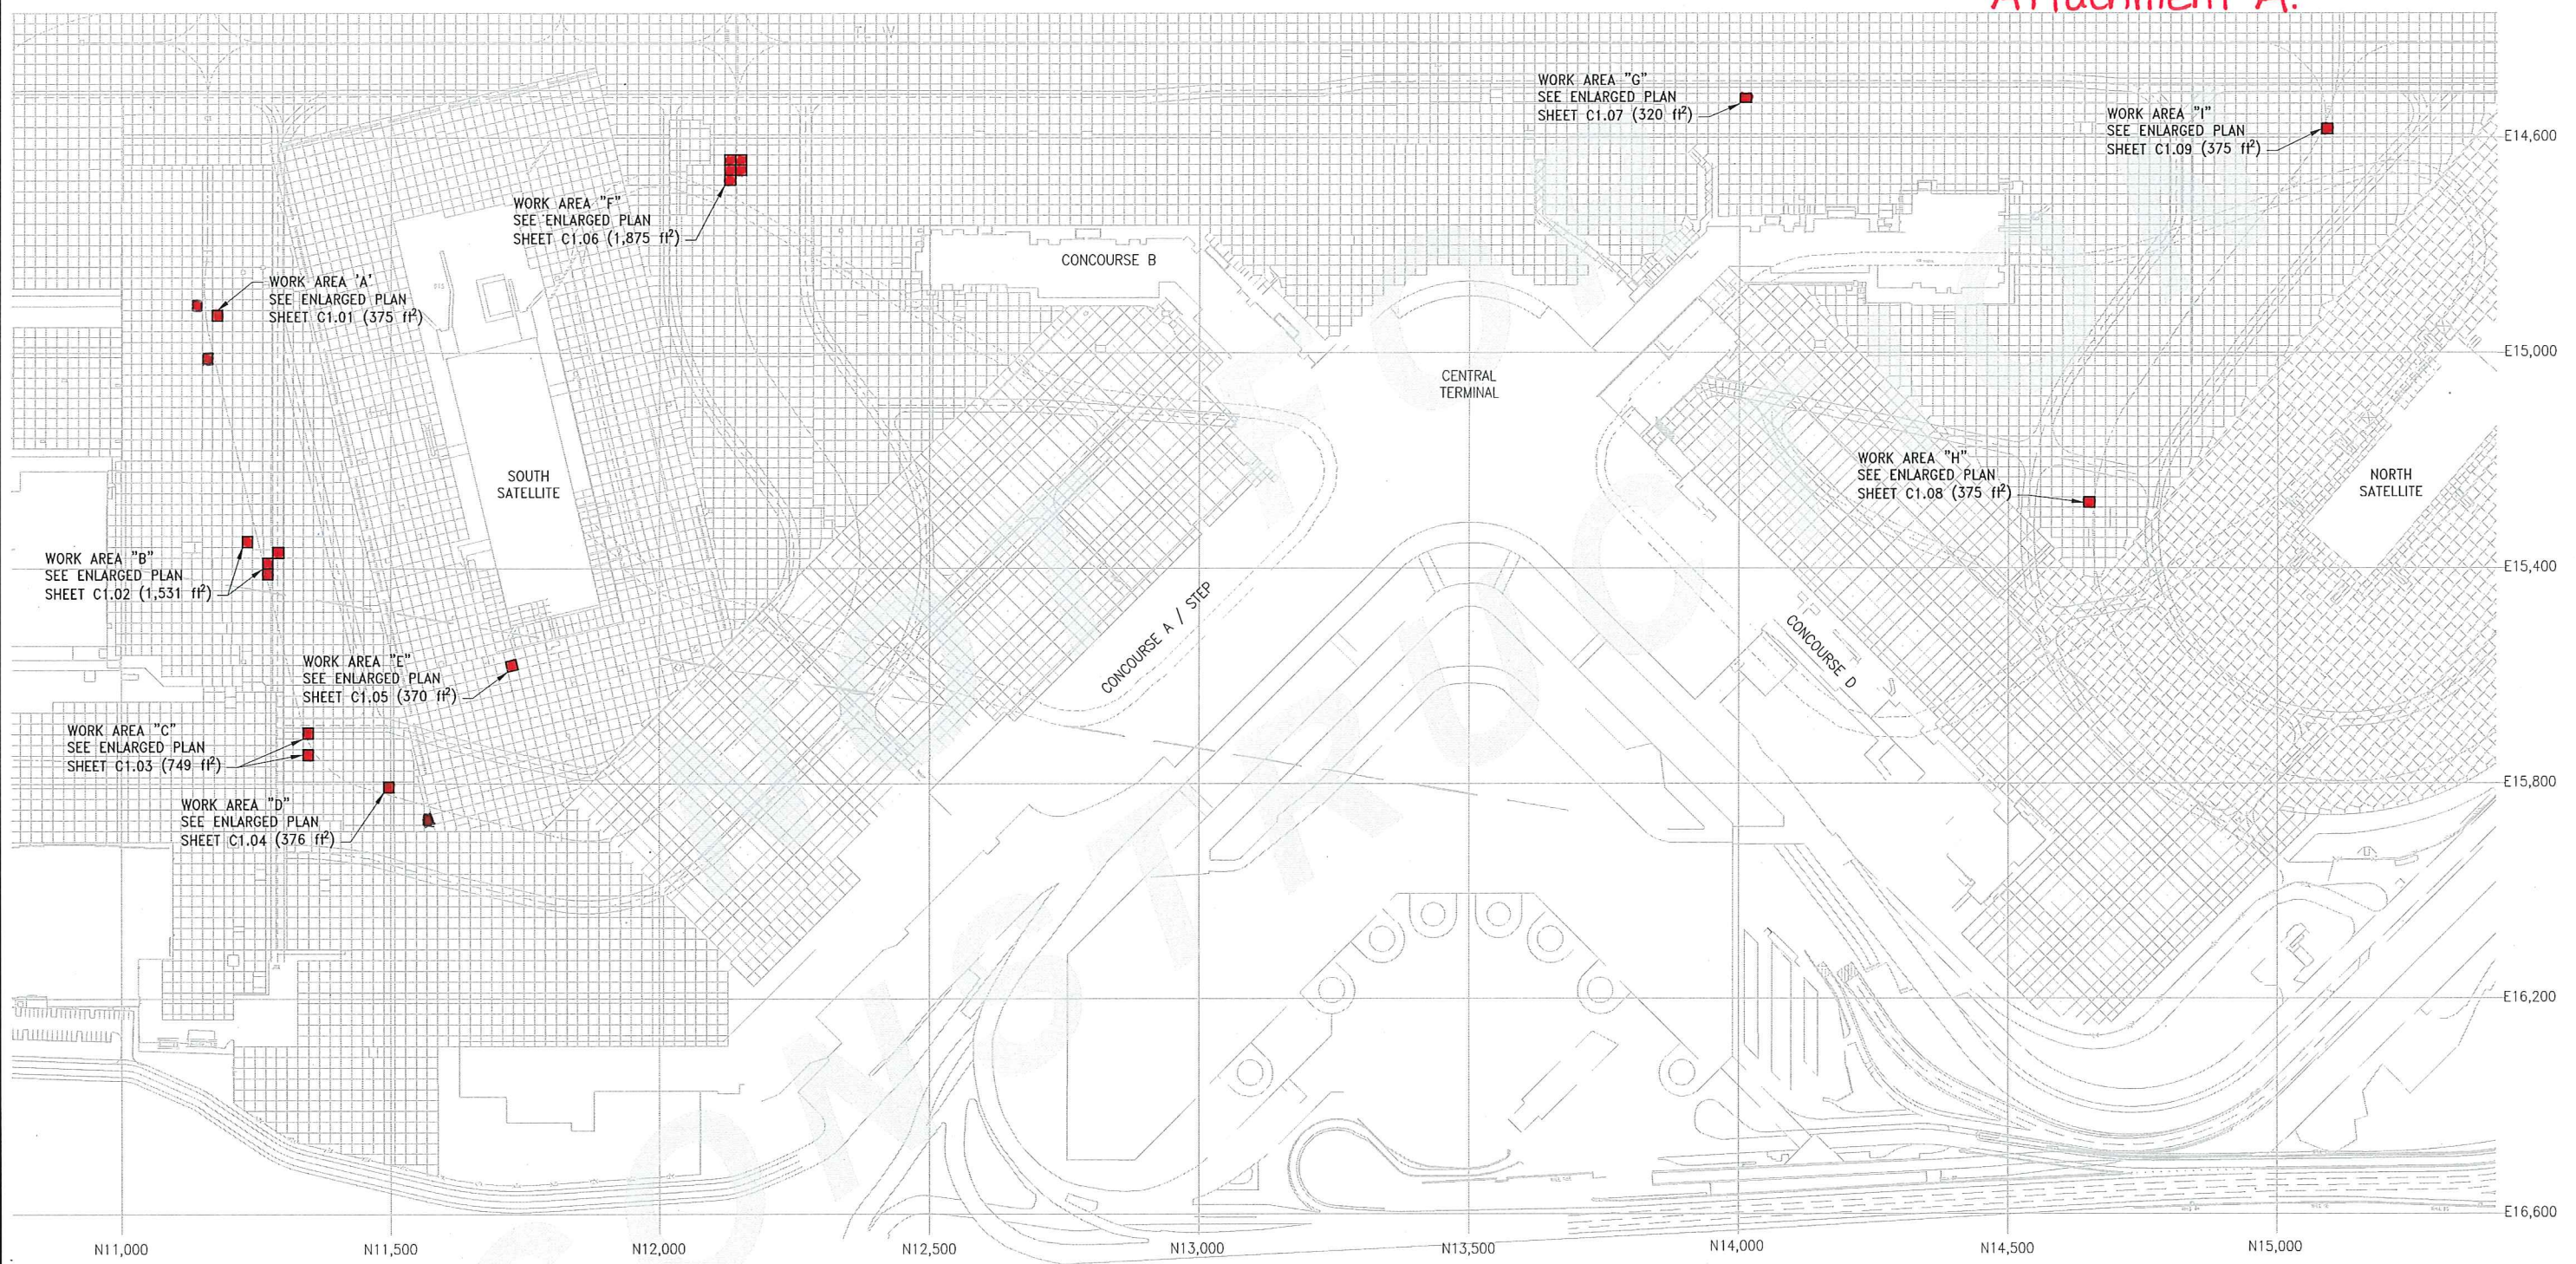 Attachment A.
WORK AREA "G"
SEE ENLARGED PLAN
SHEET C1.07 (320 ft²)
WORK AREA "I"
SEE ENLARGED PLAN
SHEET C1.09 (375 ft²)
E14,600
WORK AREA "F"
SEE ENLARGED PLAN
SHEET C1.06 (1,875 ft²)
CONCOURSE B
WORK AREA 'A'
SEE ENLARGED PLAN
SHEET C1.01 (375 ft²)
E15,000
CENTRAL
TERMINAL
SOUTH
SATELLITE
WORK AREA "H"
SEE ENLARGED PLAN
SHEET C1.08 (375 ft²)
NORTH
SATELLITE
WORK AREA "B"
SEE ENLARGED PLAN
SHEET C1.02 (1,531 ft²)
E15,400
CONCOURSE A / STEP
CONCOURSE D
WORK AREA "E"
SEE ENLARGED PLAN
SHEET C1.05 (370 ft²)
WORK AREA "C"
SEE ENLARGED PLAN
SHEET C1.03 (749 ft²)
E15,800
WORK AREA "D"
SEE ENLARGED PLAN
SHEET C1.04 (376 ft²)
E16,200
E16,600
N11,000 N11,500 N12,000 N12,500 N13,000 N13,500 N14,000 N14,500 N15,000